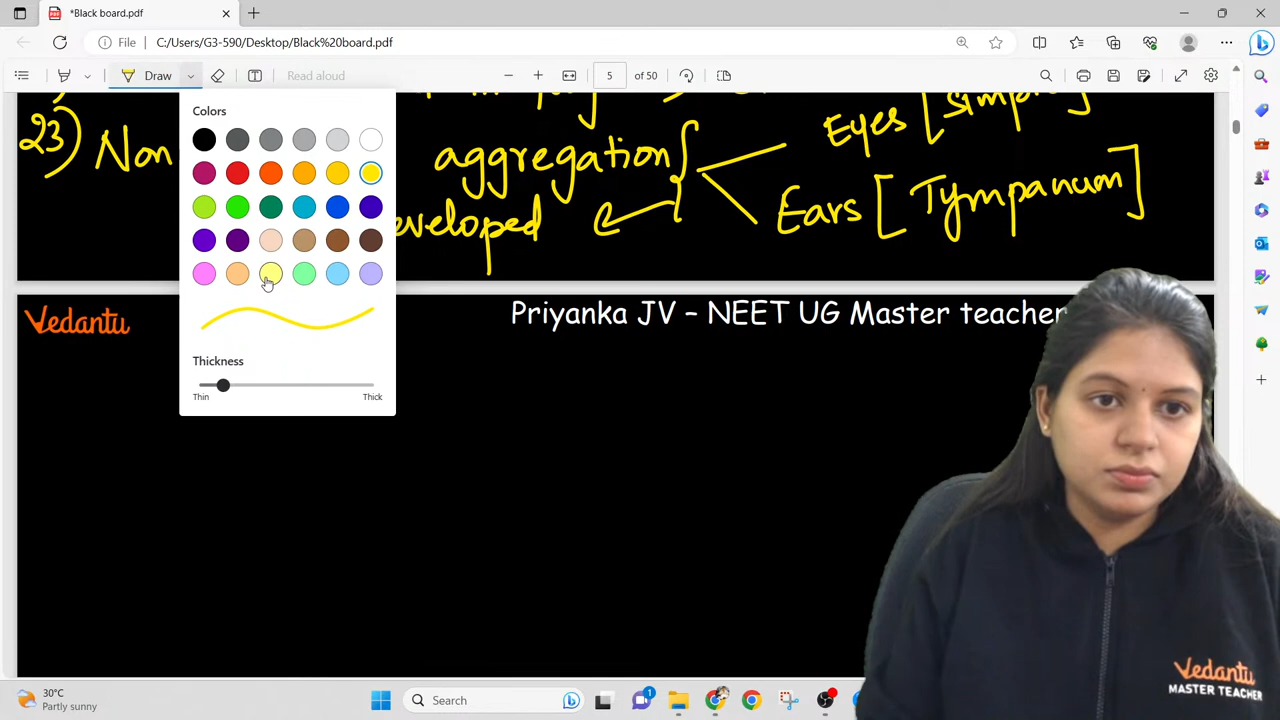 *Black board.pdf
File C:/Users/G3-590/Desktop/Black%20board.pdf
Draw Read aloud 5 of 50
Colors
Thickness
Thin Thick
23) Non
aggregation
eveloped
Eyes [
Ears [Tympanum]
Vedantu
Priyanka JV – NEET UG Master teacher
Vedantu
MASTER TEACHER
30°C
Partly sunny
Search
1